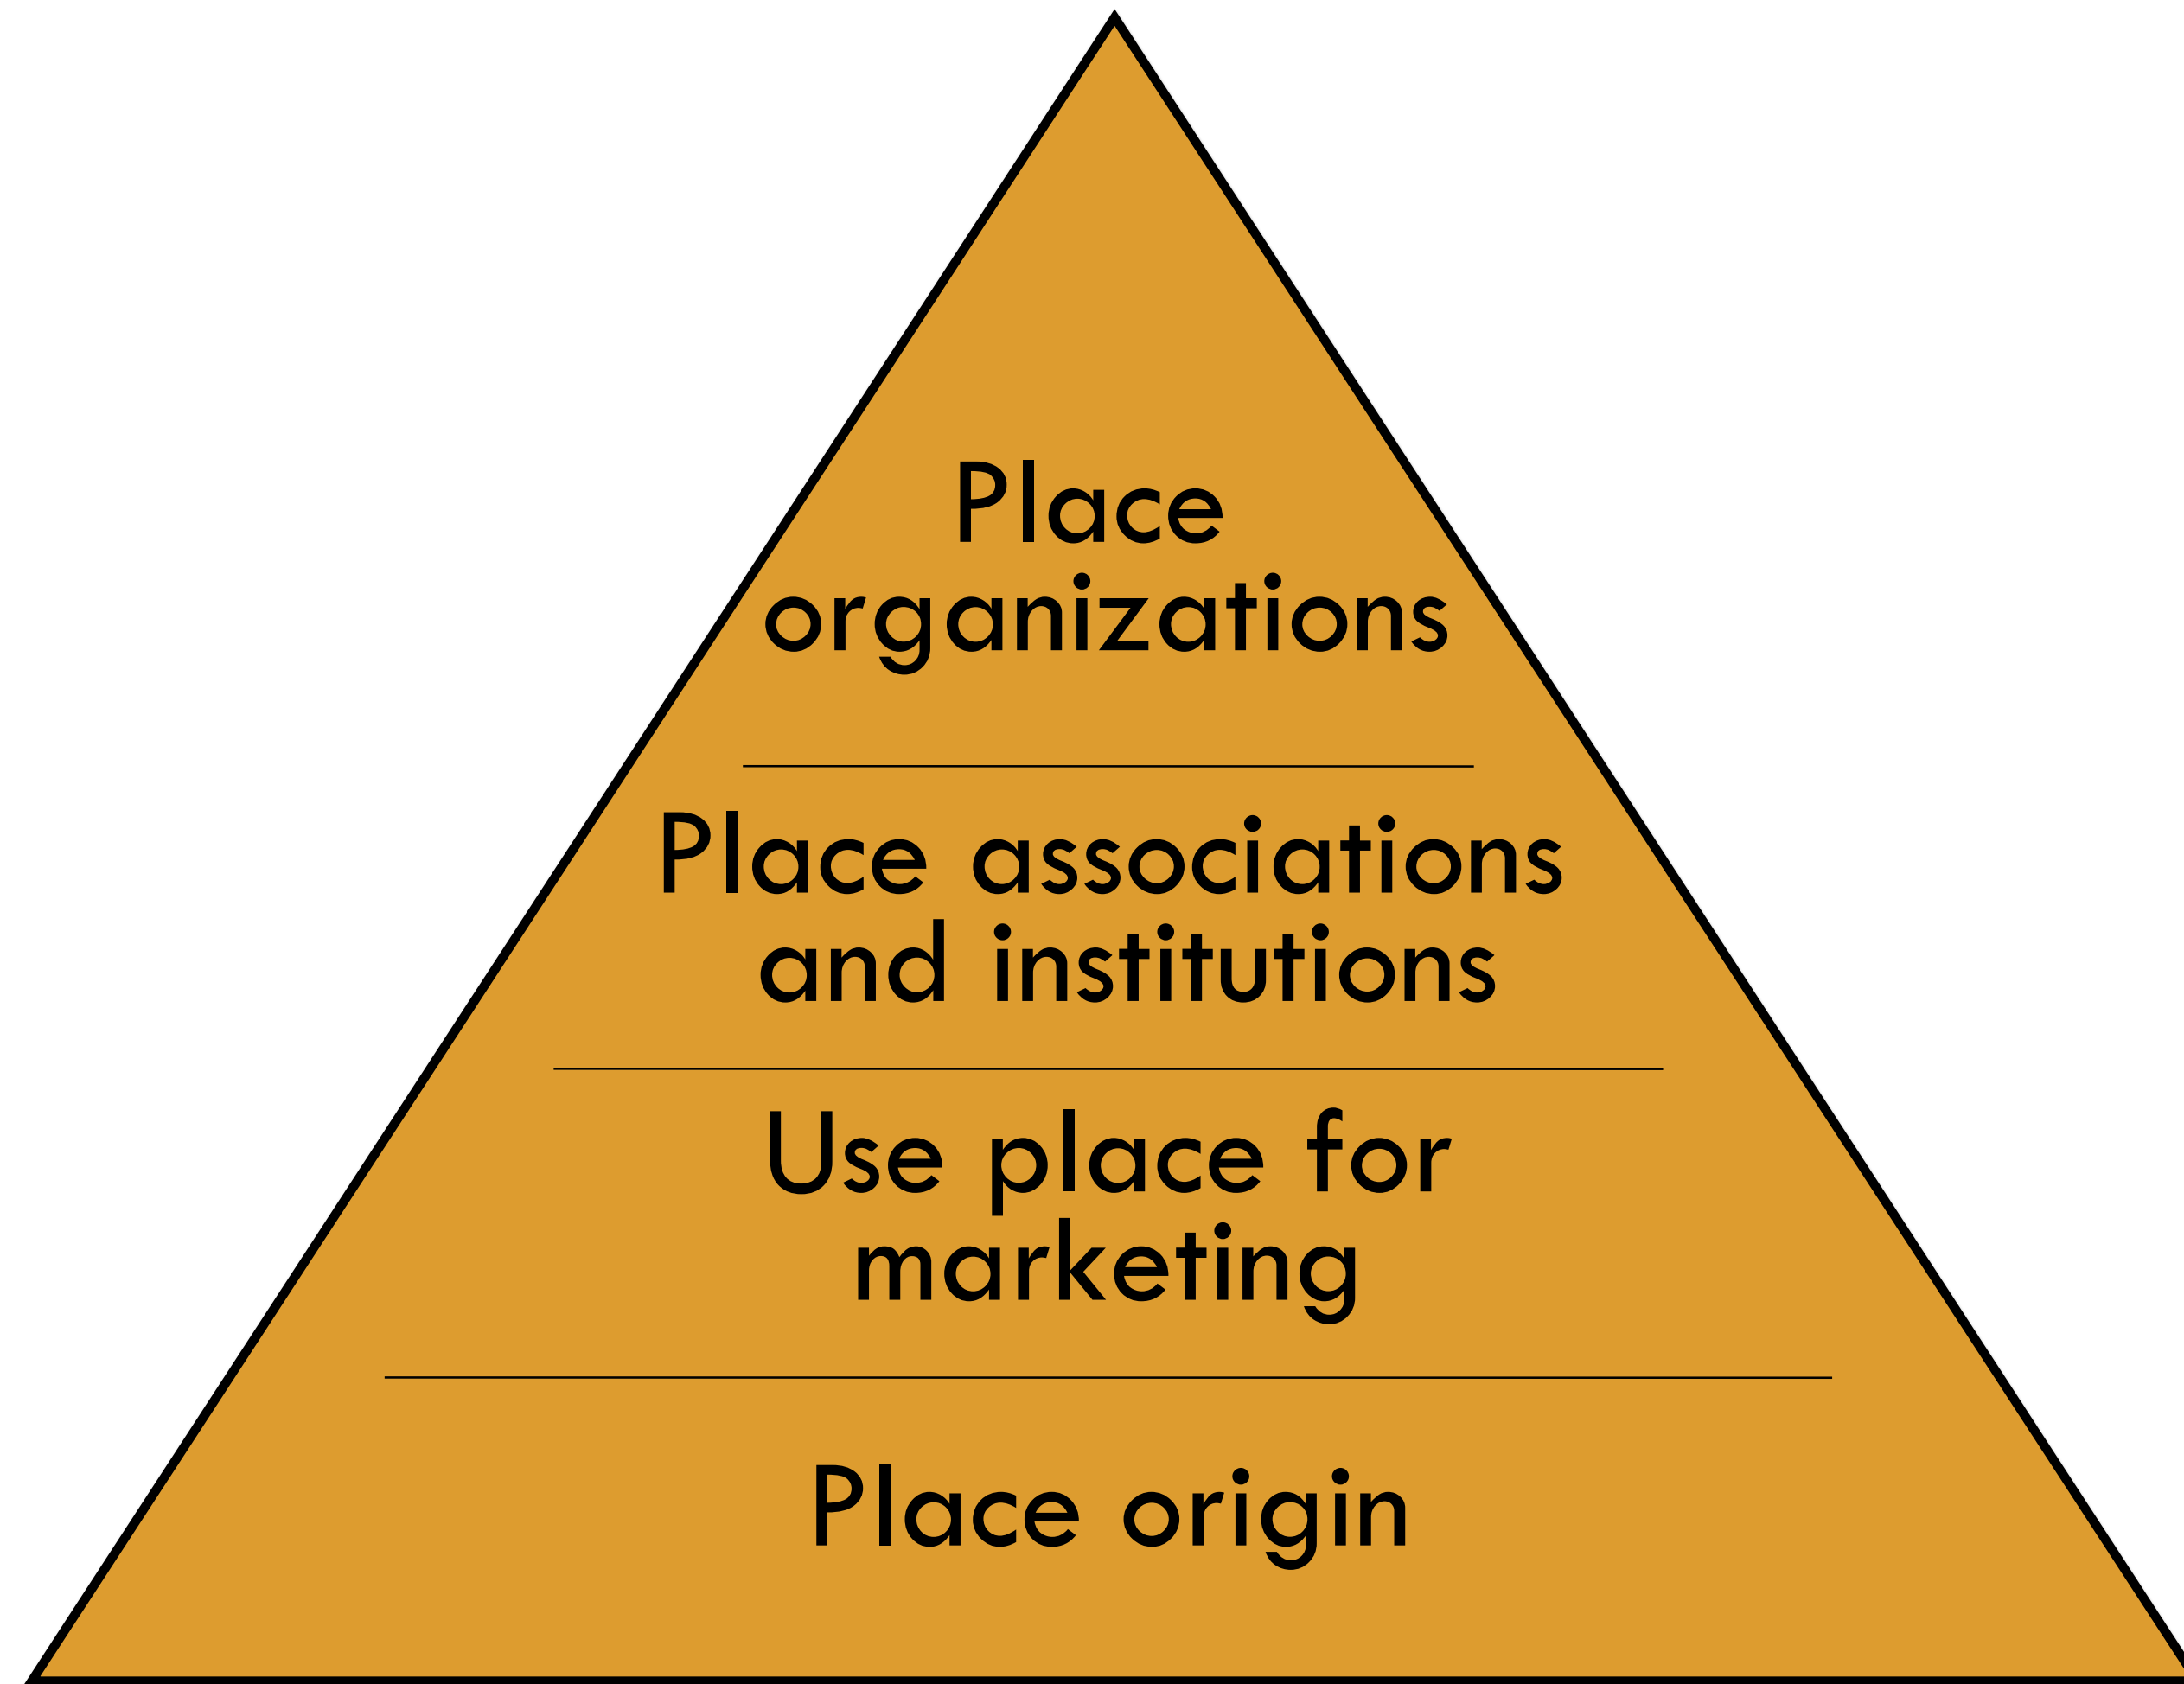 Place
organizations
Place associations
and institutions
Use place for
marketing
Place origin